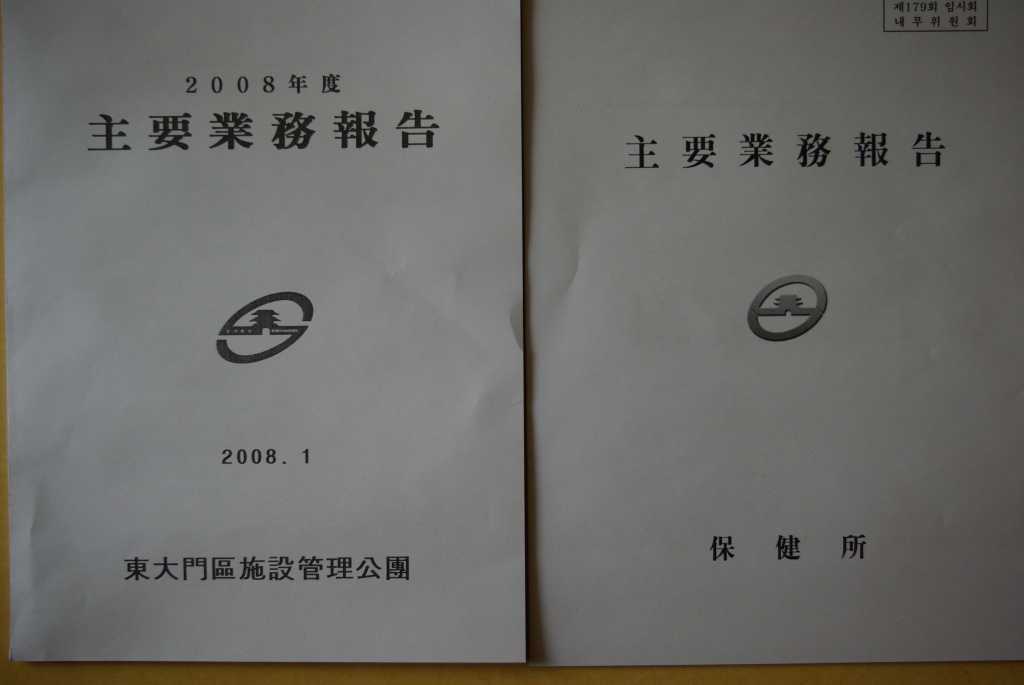 2008年度
主要業務報告
2008. 1
東大門區施設管理公團
제179회 임시회
내무위원회
主要業務報告
保健所